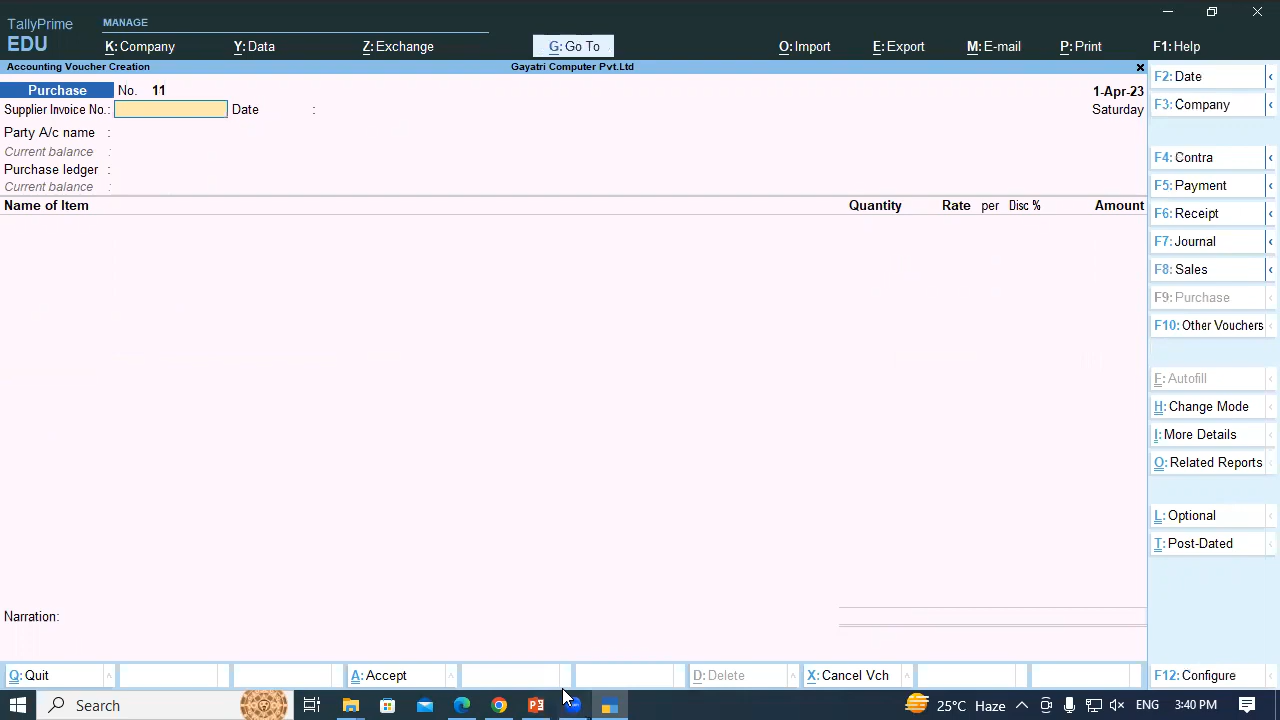 TallyPrime
EDU
MANAGE
K: Company
Y: Data
Z: Exchange
G: Go To
O: Import
E: Export
M: E-mail
P: Print
F1: Help
Accounting Voucher Creation
Gayatri Computer Pvt.Ltd
×
Purchase No. 11
1-Apr-23
Supplier Invoice No.: Date :
Saturday
Party A/c name :
Current balance :
Purchase ledger :
Current balance :
Name of Item Quantity Rate per Disc % Amount
Narration:
F2: Date
F3: Company
F4: Contra
F5: Payment
F6: Receipt
F7: Journal
F8: Sales
F9: Purchase
F10: Other Vouchers
F: Autofill
H: Change Mode
I: More Details
O: Related Reports
L: Optional
T: Post-Dated
F12: Configure
Q: Quit
A: Accept
D: Delete
X: Cancel Vch
Search
25°C Haze
ENG
3:40 PM